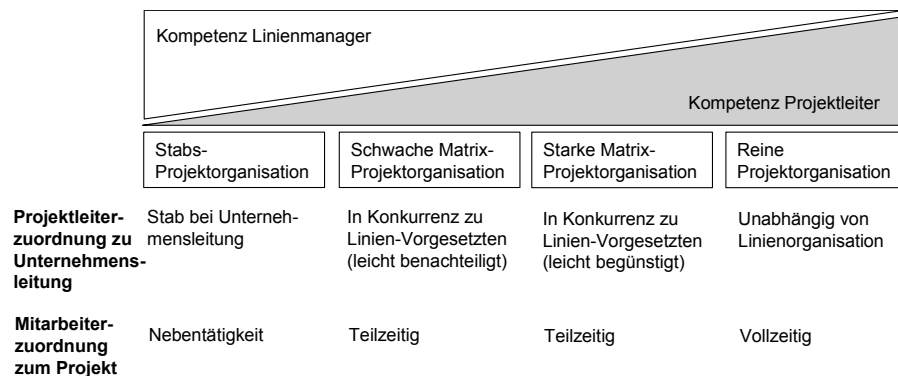 Kompetenz Linienmanager
Kompetenz Projektleiter
Stabs-
Projektorganisation
Schwache Matrix-
Projektorganisation
Starke Matrix-
Projektorganisation
Reine
Projektorganisation
Projektleiter-
zuordnung zu
Unternehmens-
leitung
Stab bei Unterneh-
mensleitung
In Konkurrenz zu
Linien-Vorgesetzten
(leicht benachteiligt)
In Konkurrenz zu
Linien-Vorgesetzten
(leicht begünstigt)
Unabhängig von
Linienorganisation
Mitarbeiter-
zuordnung
zum Projekt
Nebentätigkeit
Teilzeitig
Teilzeitig
Vollzeitig